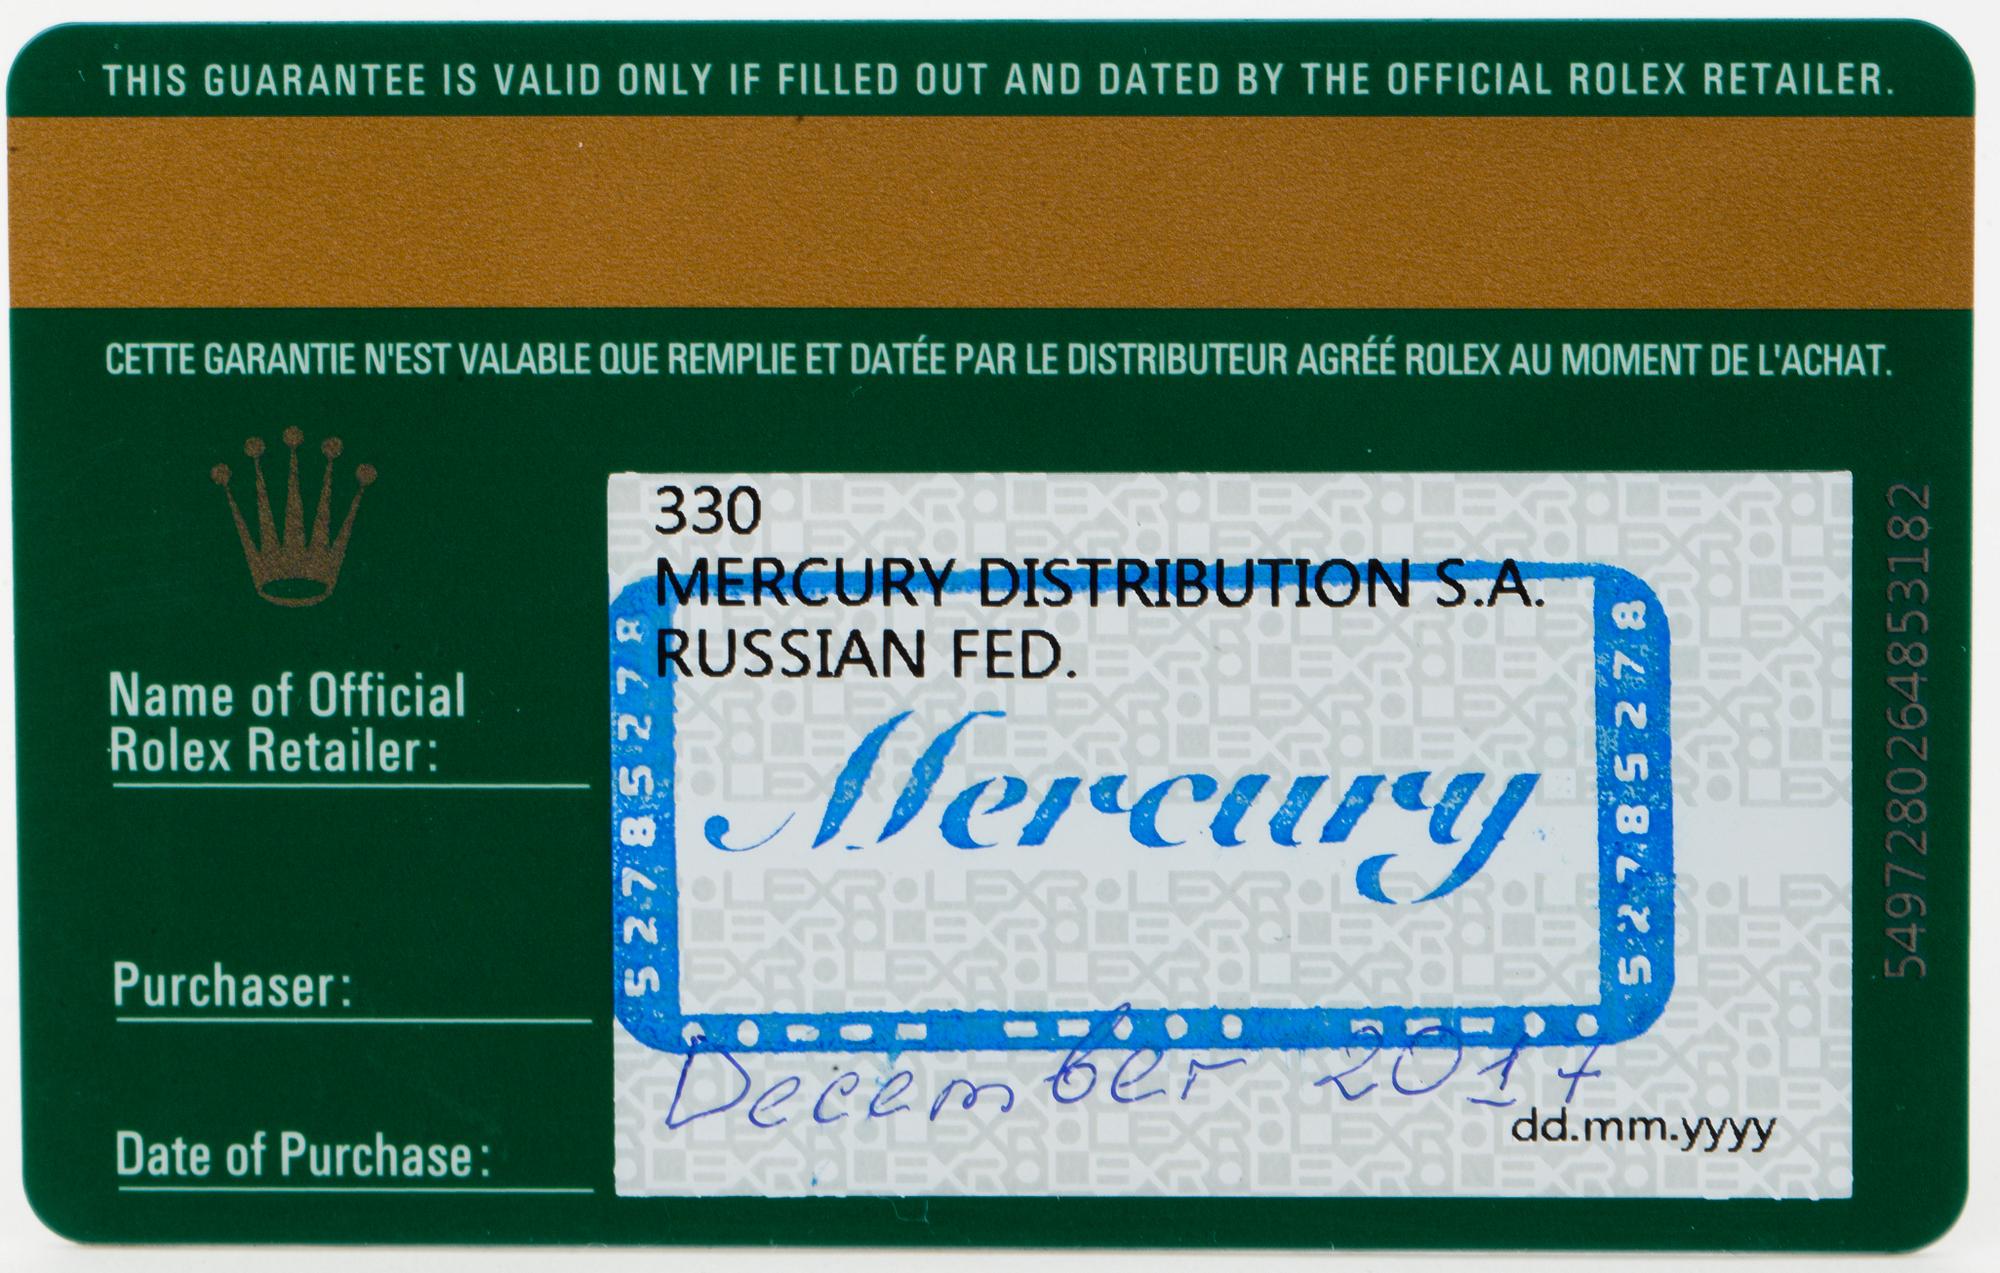 THIS GUARANTEE IS VALID ONLY IF FILLED OUT AND DATED BY THE OFFICIAL ROLEX RETAILER.
CETTE GARANTIE N'EST VALABLE QUE REMPLIE ET DATÉE PAR LE DISTRIBUTEUR AGRÉÉ ROLEX AU MOMENT DE L'ACHAT.
330
MERCURY DISTRIBUTION S.A.
RUSSIAN FED.
Name of Official
Rolex Retailer:
Mercury
52785278
52785278
5497280264853182
Purchaser:
December 2017
dd.mm.yyyy
Date of Purchase: